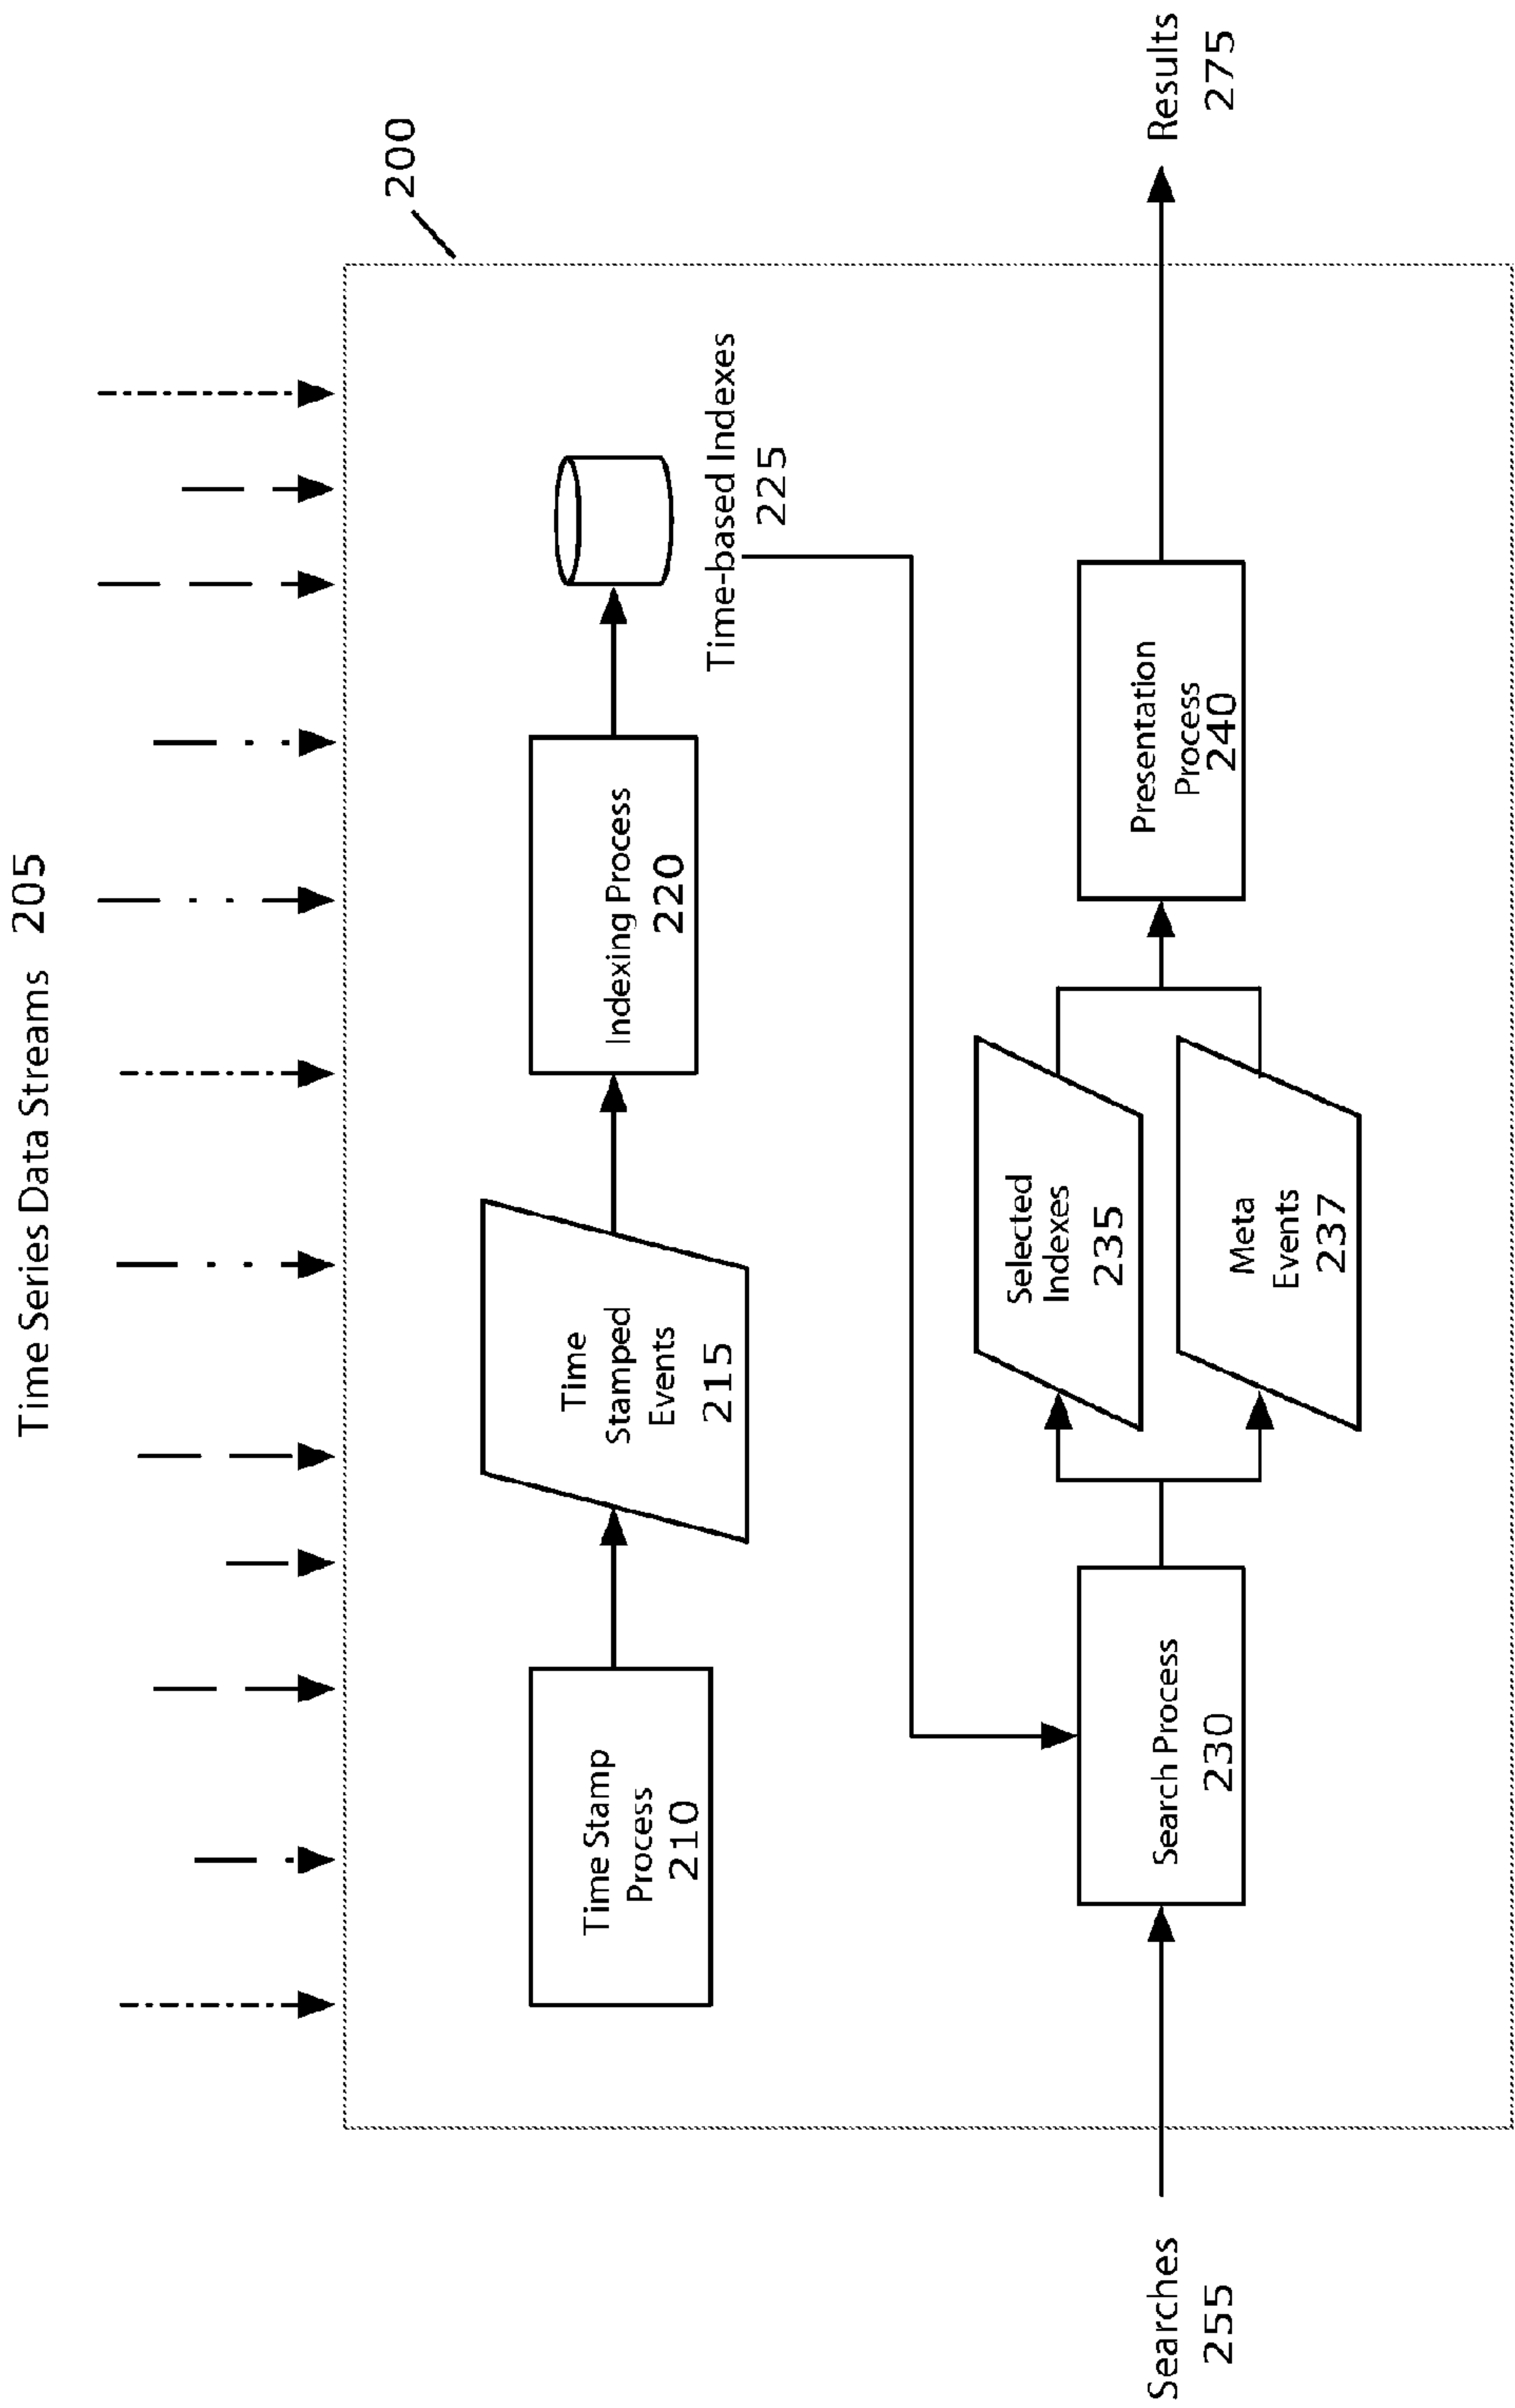 Time Series Data Streams 205
200
Time Stamp
Process
210
Time
Stamped
Events
215
Indexing Process
220
Time-based Indexes
225
Searches
255
Search Process
230
Selected
Indexes
235
Meta
Events
237
Presentation
Process
240
Results
275